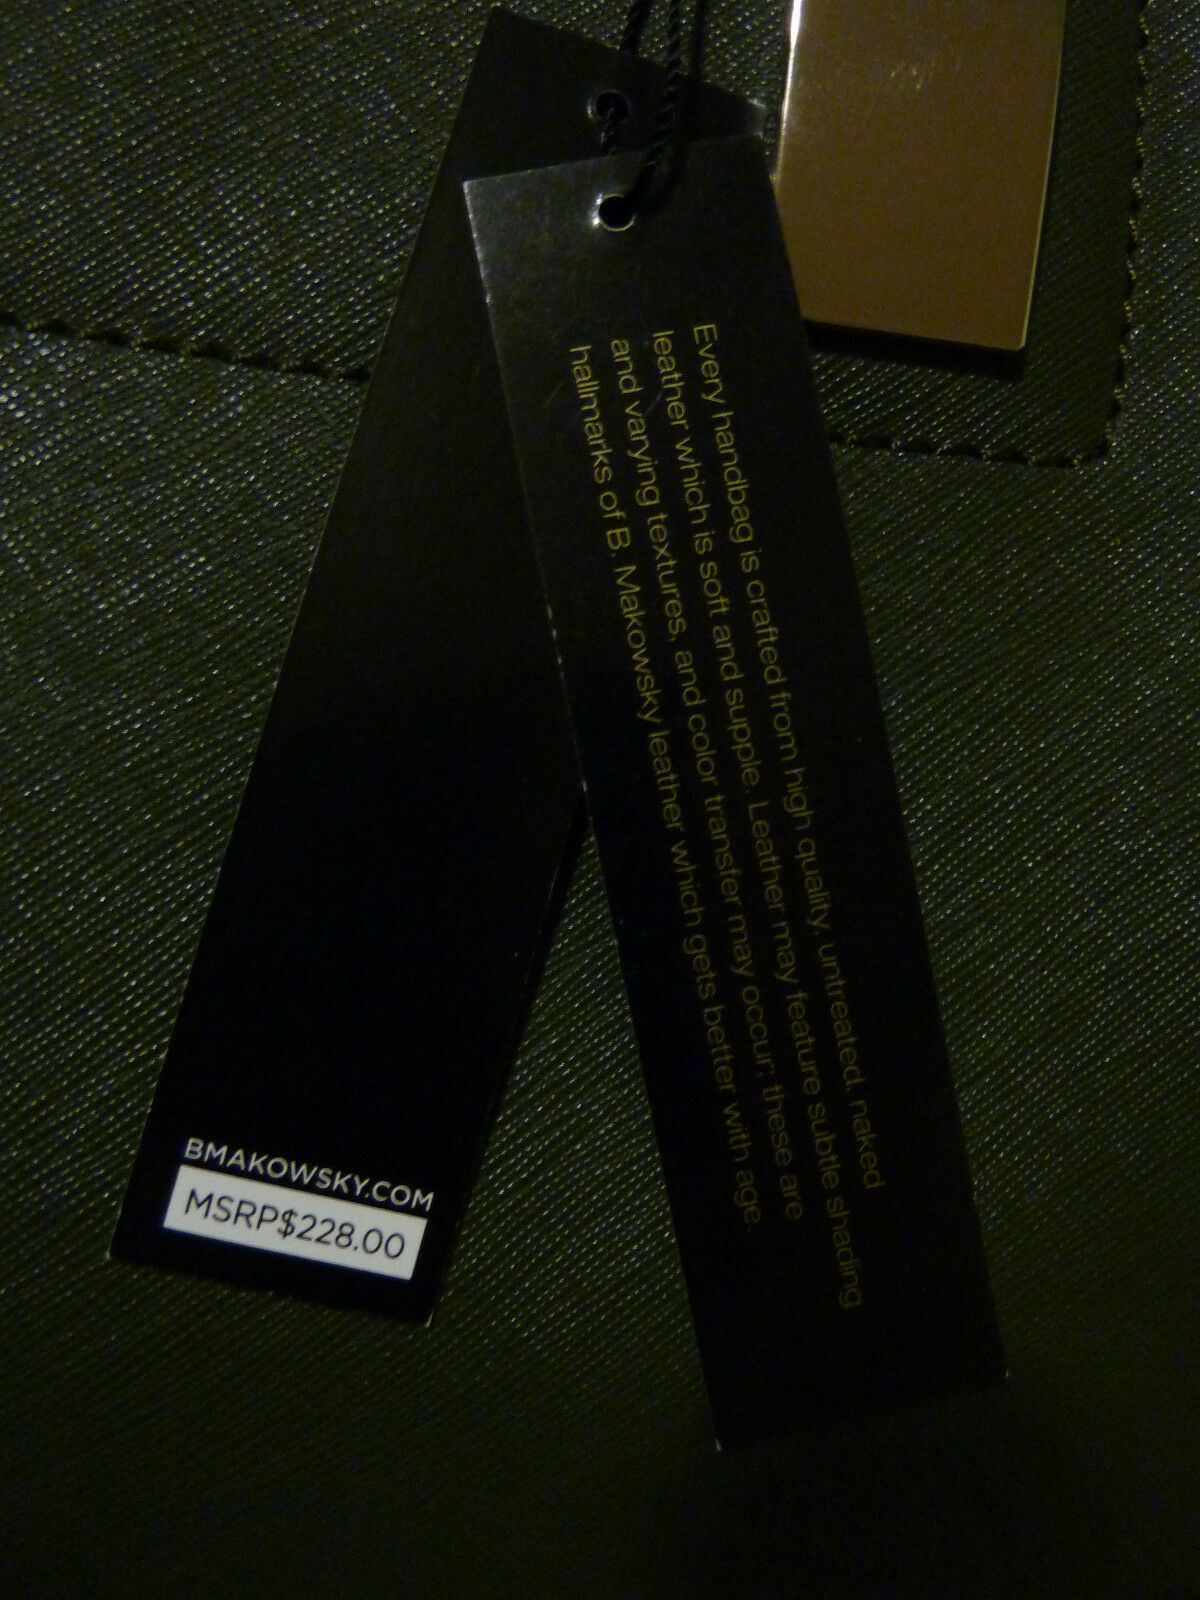 Every handbag is crafted from high quality, untreated, naked
leather which is soft and supple. Leather may feature subtle shading
and varying textures, and color transfer may occur; these are
hallmarks of B. Makowsky leather which gets better with age.
BMAKOWSKY.COM
MSRP$228.00